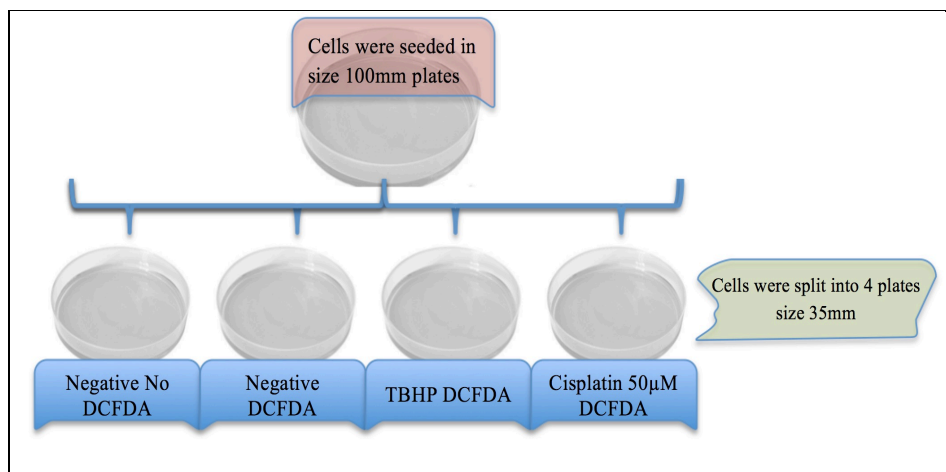 Cells were seeded in
size 100mm plates
Cells were split into 4 plates
size 35mm
Negative No
DCFDA
Negative
DCFDA
TBHP DCFDA
Cisplatin 50µM
DCFDA